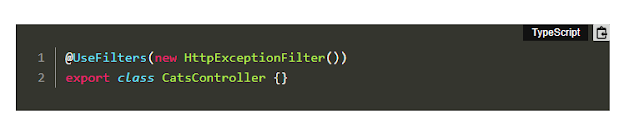 TypeScript
1 @UseFilters(new HttpExceptionFilter())
2 export class CatsController {}